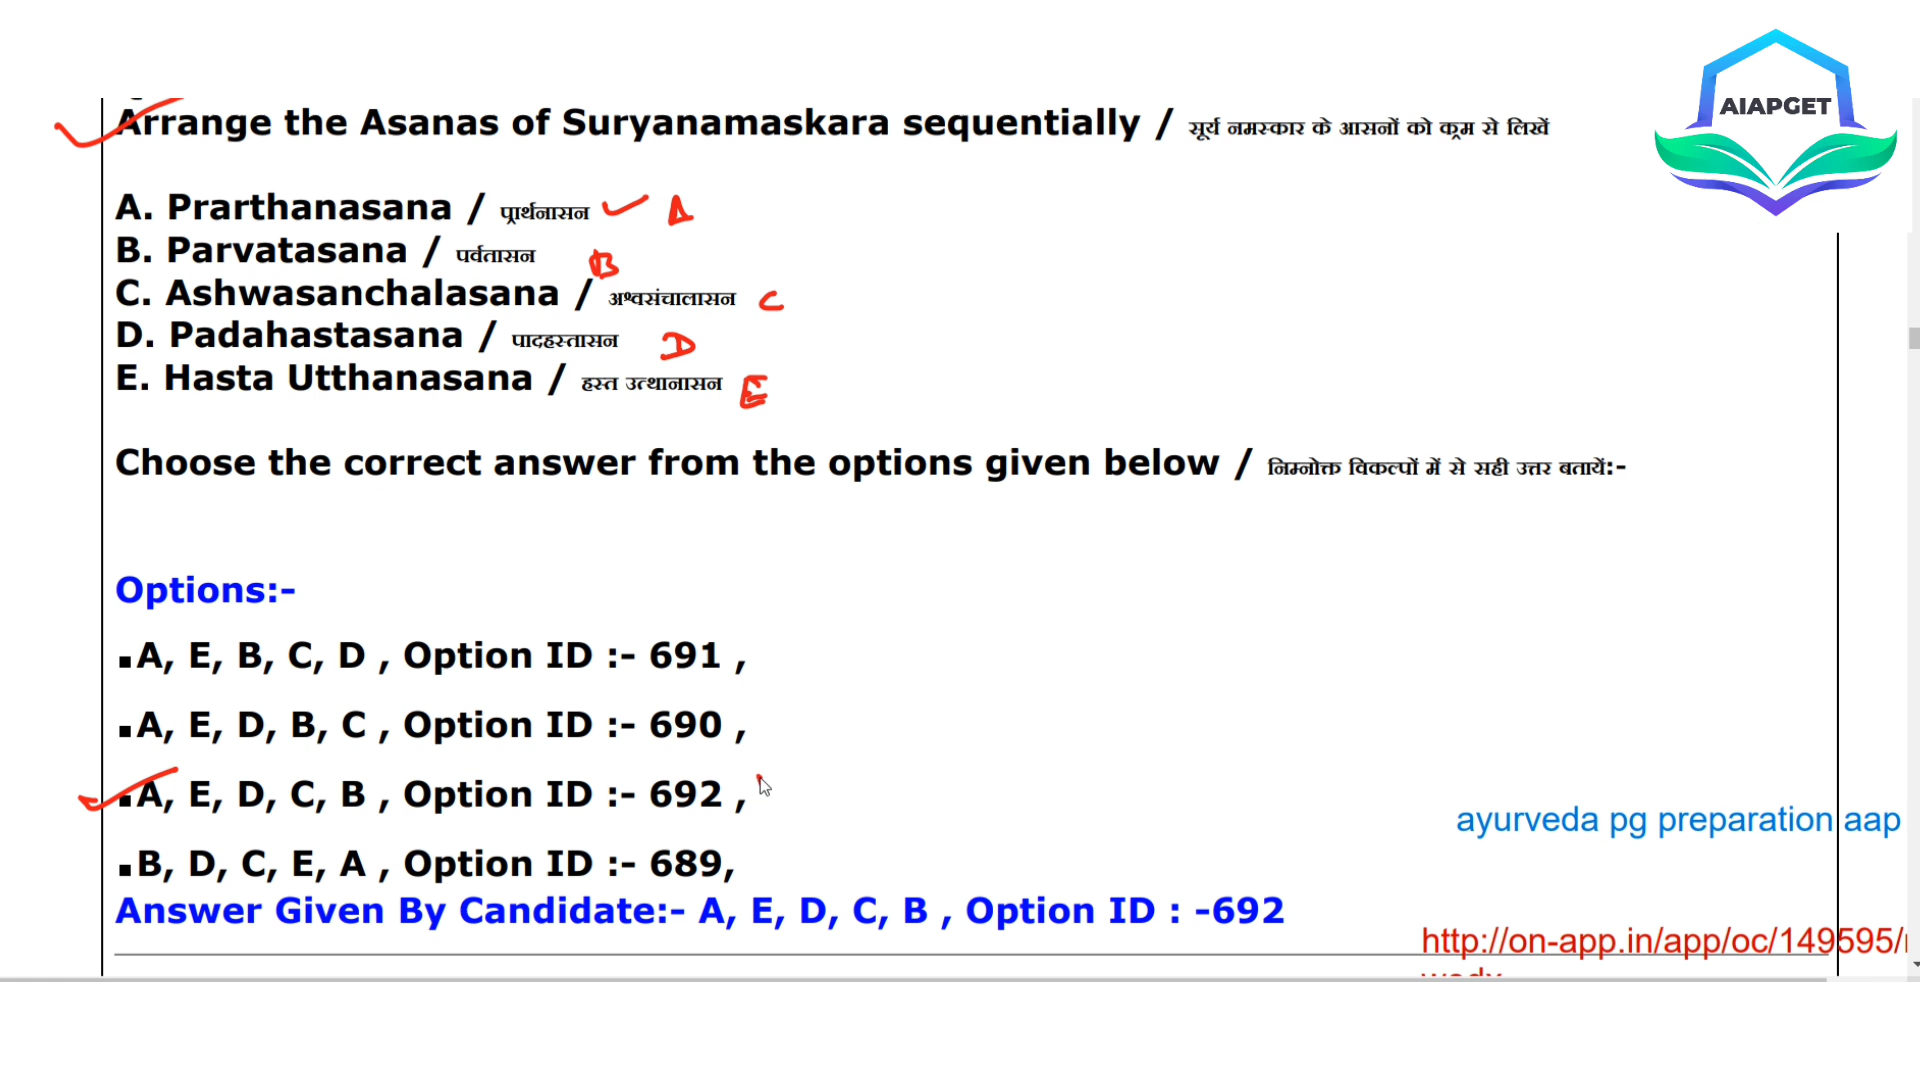 Arrange the Asanas of Suryanamaskara sequentially / सूर्य नमस्कार के आसनों को क्रम से लिखें
AIAPGET
A. Prarthanasana / प्रार्थनासन A
B. Parvatasana / पर्वतासन B
C. Ashwasanchalasana / अश्वसंचालासन C
D. Padahastasana / पादहस्तासन D
E. Hasta Utthanasana / हस्त उत्थानासन E
Choose the correct answer from the options given below / निम्नोक्त विकल्पों में से सही उत्तर बतायें:-
Options:-
▪A, E, B, C, D , Option ID :- 691 ,
▪A, E, D, B, C , Option ID :- 690 ,
▪A, E, D, C, B , Option ID :- 692 ,
▪B, D, C, E, A , Option ID :- 689,
ayurveda pg preparation aap
Answer Given By Candidate:- A, E, D, C, B , Option ID : -692
http://on-app.in/app/oc/149595/